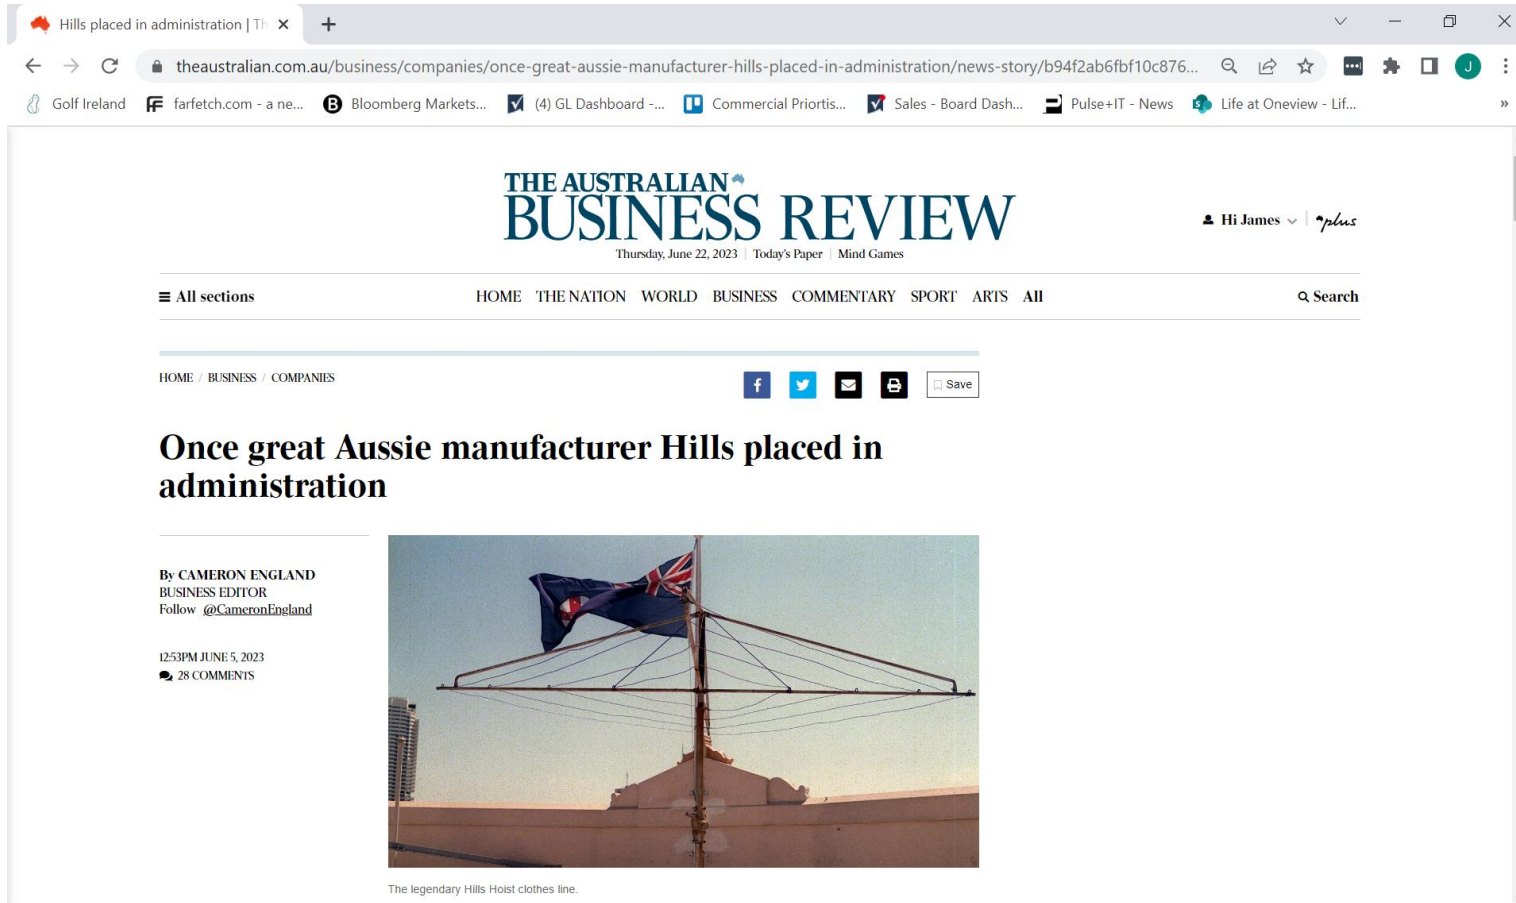 Hills placed in administration | Th
theaustralian.com.au/business/companies/once-great-aussie-manufacturer-hills-placed-in-administration/news-story/b94f2ab6fbf10c876...
J
Golf Ireland
farfetch.com - a ne...
B Bloomberg Markets...
(4) GL Dashboard -...
Commercial Priortis...
Sales - Board Dash...
Pulse+IT - News
Life at Oneview - Lif...
»
THE AUSTRALIAN
BUSINESS REVIEW
Thursday, June 22, 2023 | Today's Paper | Mind Games
Hi James
plus
All sections
HOME THE NATION WORLD BUSINESS COMMENTARY SPORT ARTS All
Search
HOME / BUSINESS / COMPANIES
f
Save
Once great Aussie manufacturer Hills placed in
administration
By CAMERON ENGLAND
BUSINESS EDITOR
Follow @CameronEngland
12:53PM JUNE 5, 2023
28 COMMENTS
The legendary Hills Hoist clothes line.